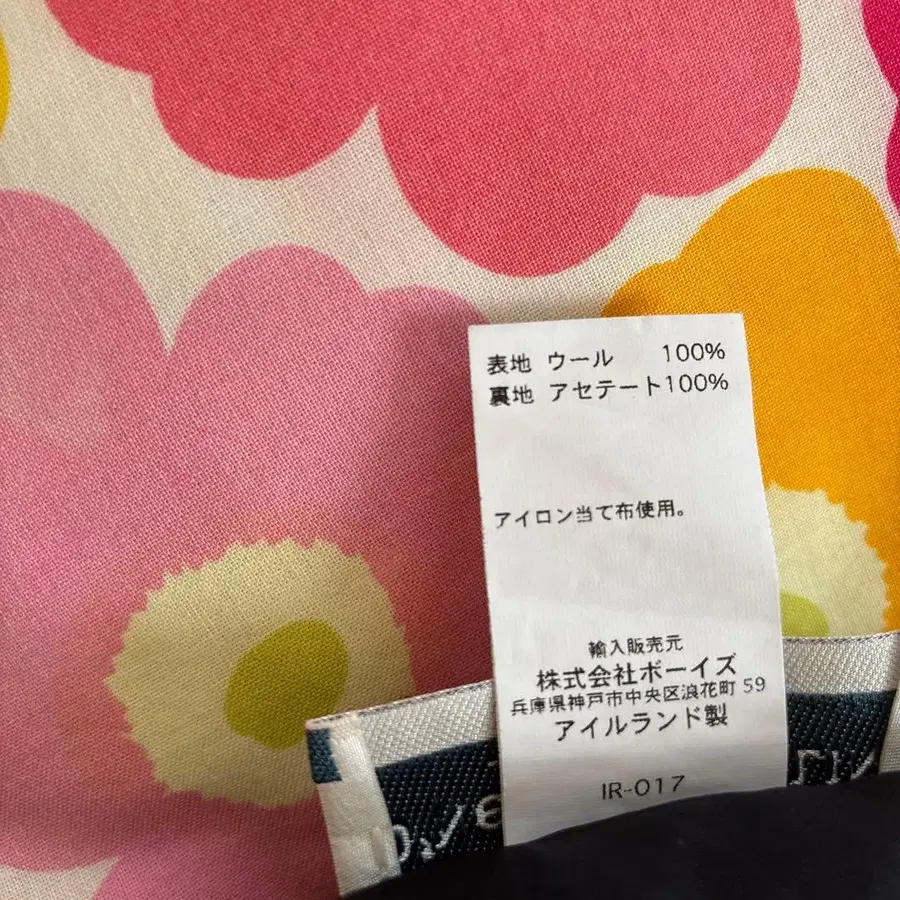 表地 ウール 100%
裏地 アセテート100%
アイロン当て布使用。
輸入販売元
株式会社ボーイズ
兵庫県神戸市中央区浪花町 59
アイルランド製
IR-017